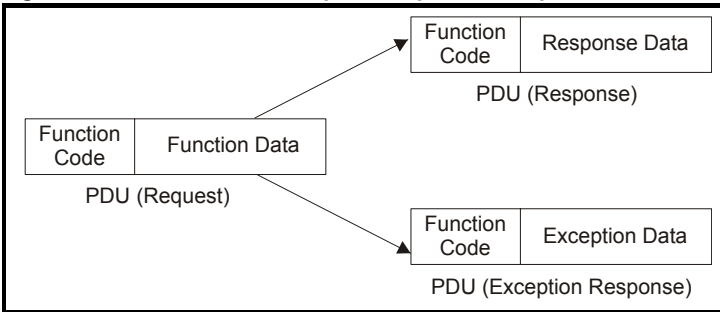 Function
Code
Response Data
PDU (Response)
Function
Code
Function Data
PDU (Request)
Function
Code
Exception Data
PDU (Exception Response)